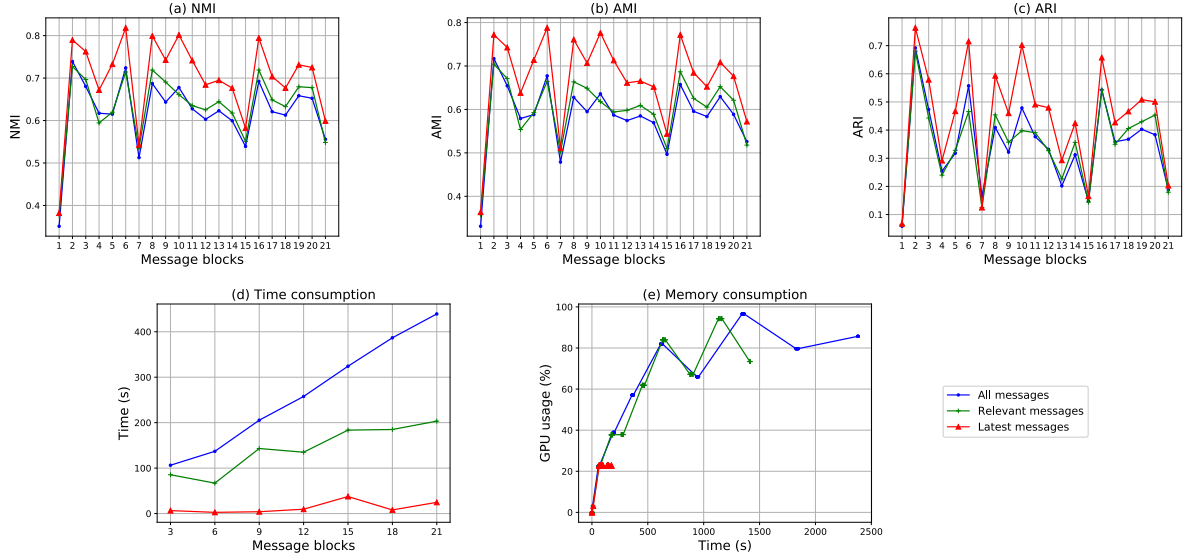 (a) NMI
(b) AMI
(c) ARI
NMI
0.8
0.7
0.6
0.5
0.4
1 2 3 4 5 6 7 8 9 10 11 12 13 14 15 16 17 18 19 20 21
Message blocks
AMI
0.8
0.7
0.6
0.5
0.4
1 2 3 4 5 6 7 8 9 10 11 12 13 14 15 16 17 18 19 20 21
Message blocks
ARI
0.7
0.6
0.5
0.4
0.3
0.2
0.1
1 2 3 4 5 6 7 8 9 10 11 12 13 14 15 16 17 18 19 20 21
Message blocks
(d) Time consumption
Time (s)
400
300
200
100
0
3 6 9 12 15 18 21
Message blocks
(e) Memory consumption
GPU usage (%)
100
80
60
40
20
0
0 500 1000 1500 2000 2500
Time (s)
All messages
Relevant messages
Latest messages